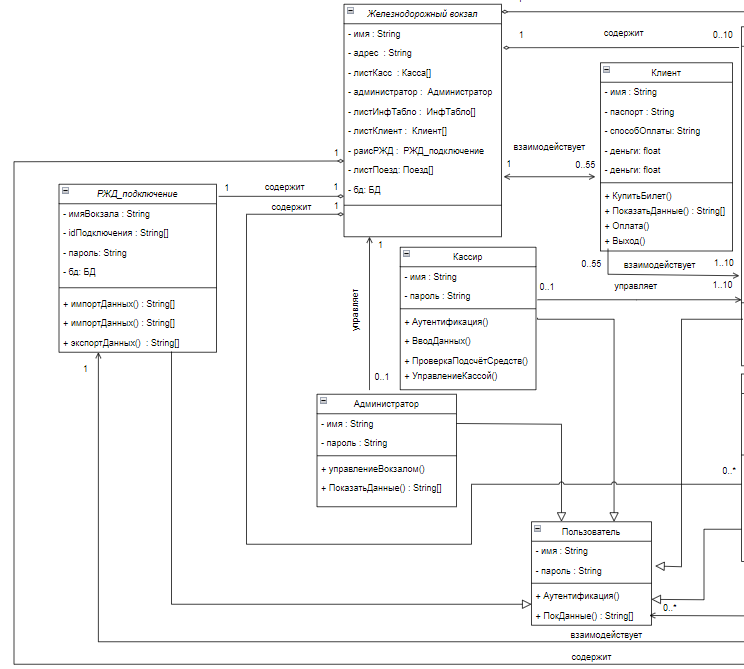 Железнодорожный вокзал
- имя : String
- адрес : String
- листКасс : Касса[]
- администратор : Администратор
- листИнфТабло : ИнфТабло[]
- листКлиент : Клиент[]
- раисРЖД : РЖД_подключение
- листПоезд: Поезд[]
- бд: БД
1
содержит
0..10
Клиент
- имя : String
- паспорт : String
- способОплаты: String
- деньги: float
- деньги: float
+ КупитьБилет()
+ ПоказатьДанные() : String[]
+ Оплата()
+ Выход()
взаимодействует
1
0..55
1
1
содержит
1
содержит
1
РЖД_подключение
- имяВокзала : String
- idПодключения : String[]
- пароль: String
- бд: БД
+ импортДанных() : String[]
+ импортДанных() : String[]
+ экспортДанных() : String[]
1
управляет
1
0..1
Кассир
- имя : String
- пароль : String
+ Аутентификация()
+ ВводДанных()
+ ПроверкаПодсчётСредств()
+ УправлениеКассой()
0..55
взаимодействует
1..10
0..1
управляет
1..10
Администратор
- имя : String
- пароль : String
+ управлениеВокзалом()
+ ПоказатьДанные() : String[]
0..*
Пользователь
- имя : String
- пароль : String
+ Аутентификация()
+ ПокДанные() : String[]
0..*
взаимодействует
содержит